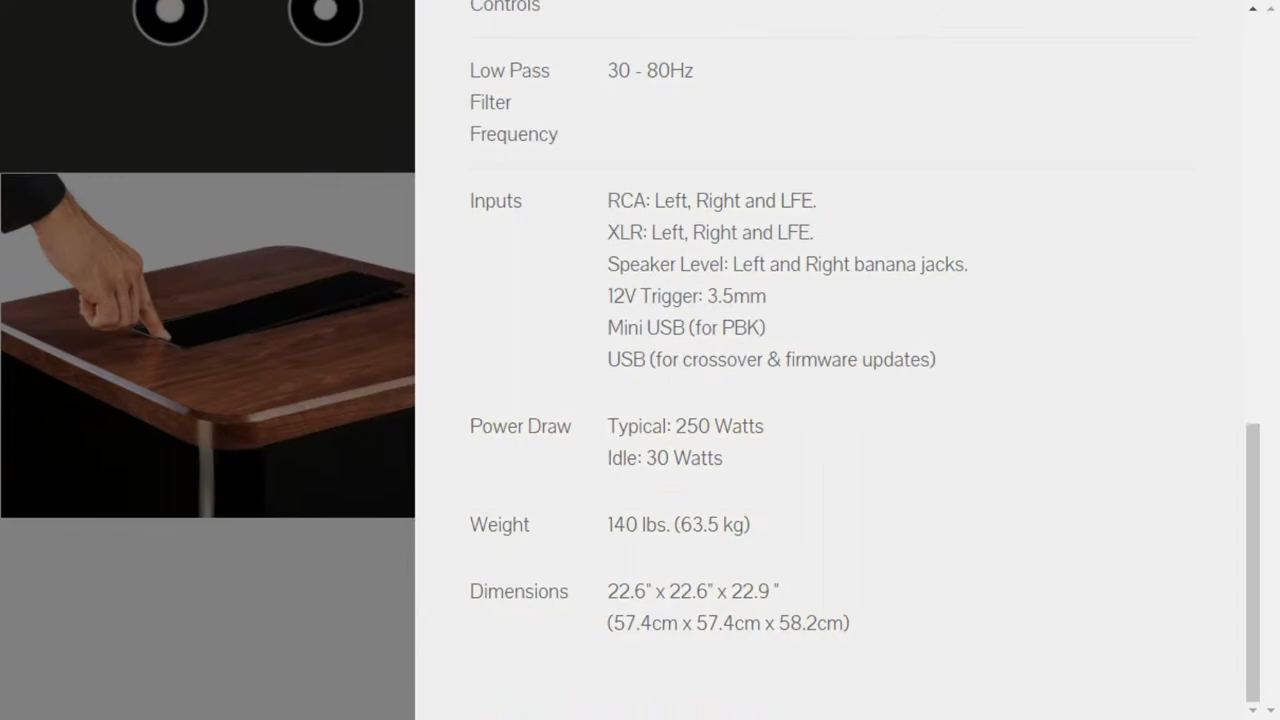 Controls
Low Pass 30 - 80Hz
Filter
Frequency
Inputs RCA: Left, Right and LFE.
XLR: Left, Right and LFE.
Speaker Level: Left and Right banana jacks.
12V Trigger: 3.5mm
Mini USB (for PBK)
USB (for crossover & firmware updates)
Power Draw Typical: 250 Watts
Idle: 30 Watts
Weight 140 lbs. (63.5 kg)
Dimensions 22.6" x 22.6" x 22.9 "
(57.4cm x 57.4cm x 58.2cm)